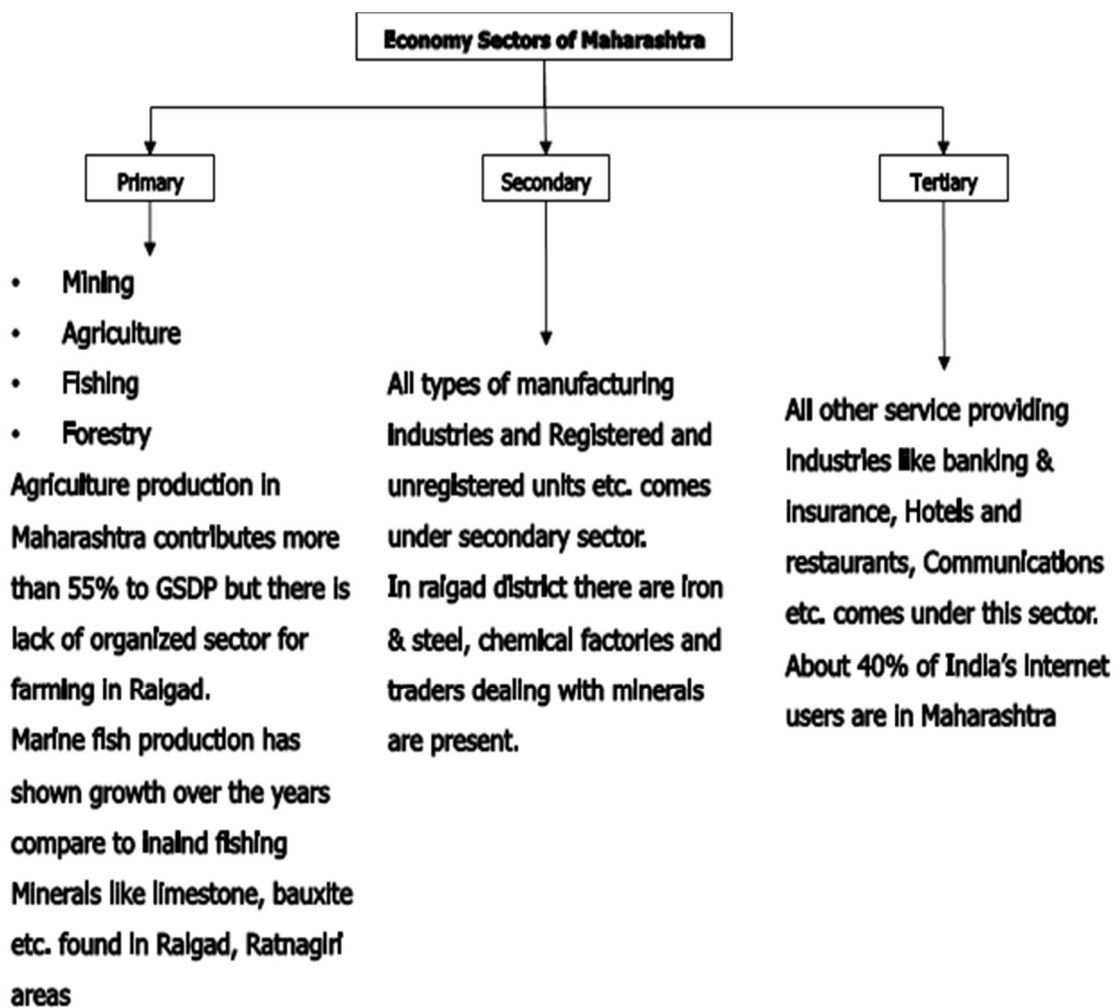 Economy Sectors of Maharashtra
Primary
• Mining
• Agriculture
• Fishing
• Forestry
Agriculture production in
Maharashtra contributes more
than 55% to GSDP but there is
lack of organized sector for
farming in Raigad.
Marine fish production has
shown growth over the years
compare to inalnd fishing
Minerals like limestone, bauxite
etc. found in Raigad, Ratnagiri
areas
Secondary
All types of manufacturing
industries and Registered and
unregistered units etc. comes
under secondary sector.
In raigad district there are iron
& steel, chemical factories and
traders dealing with minerals
are present.
Tertiary
All other service providing
industries like banking &
insurance, Hotels and
restaurants, Communications
etc. comes under this sector.
About 40% of India's internet
users are in Maharashtra